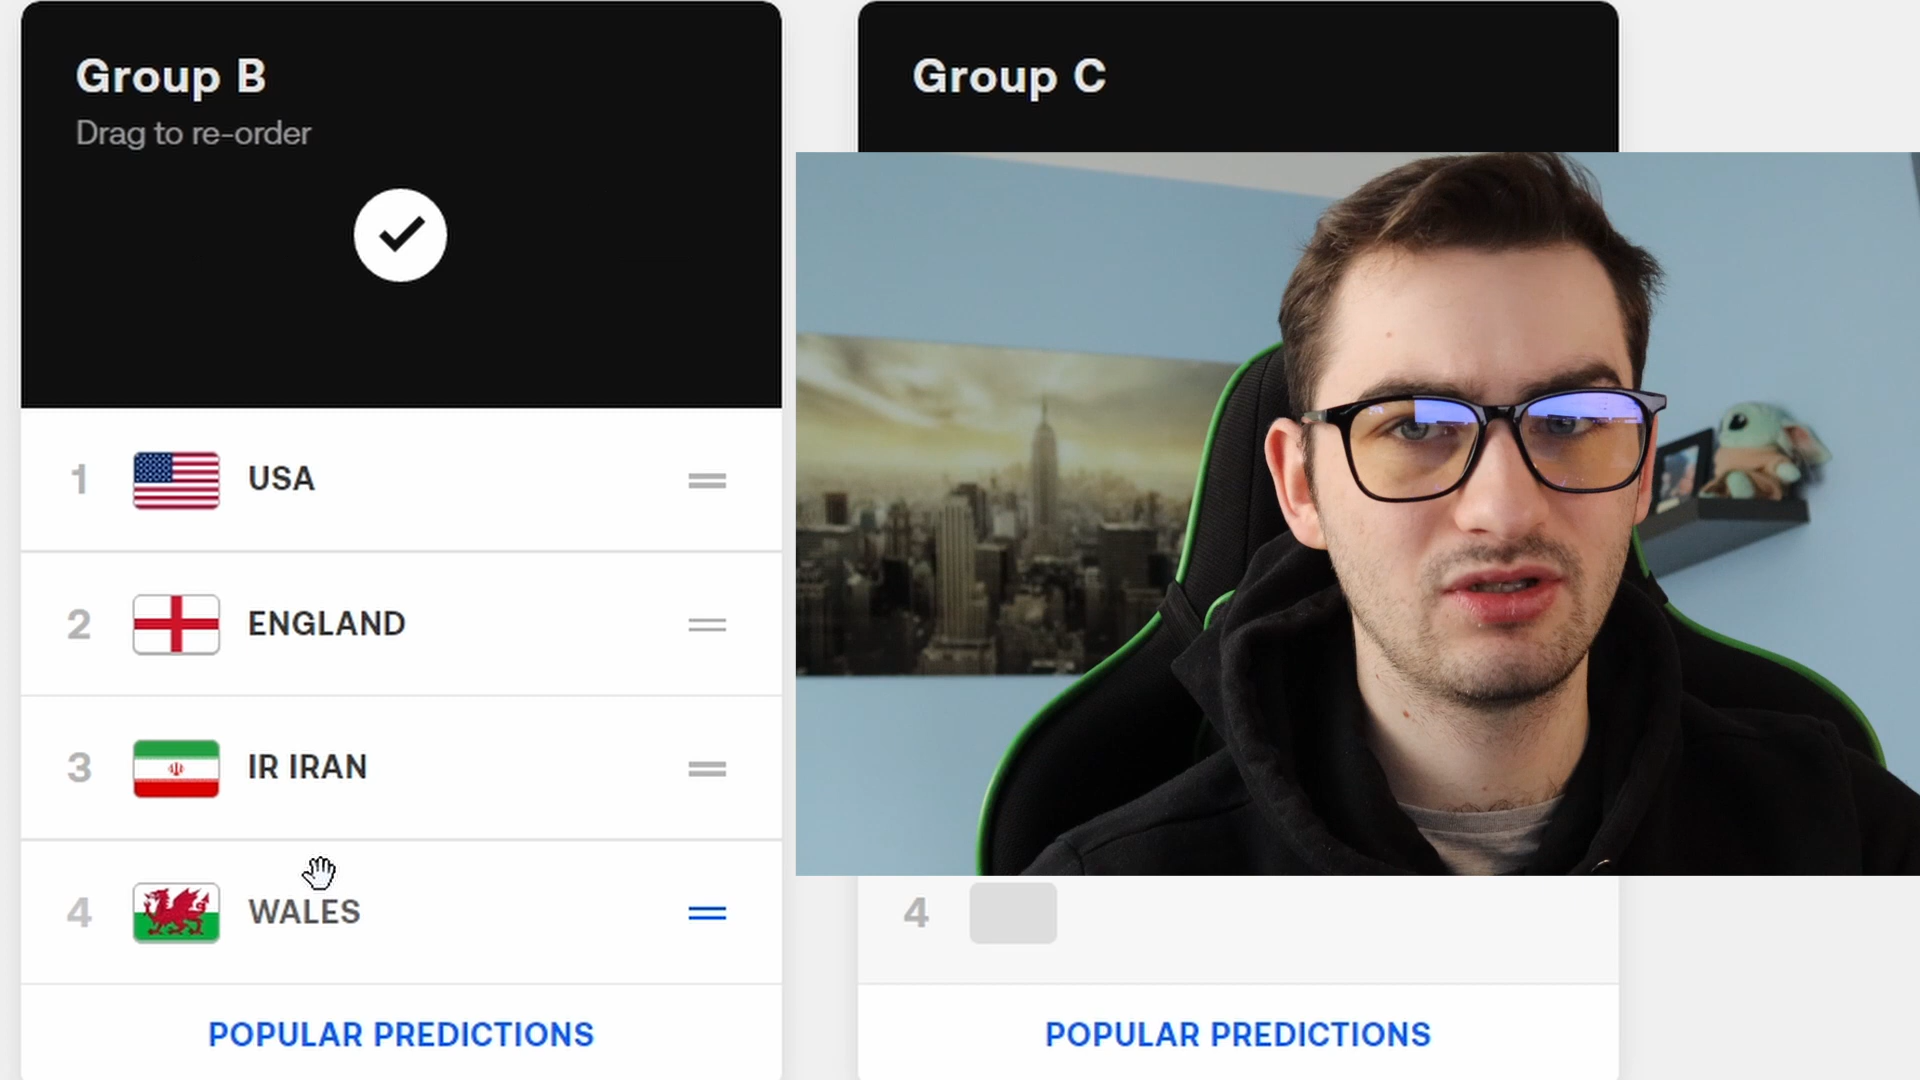 Group B
Drag to re-order
1 USA
2 ENGLAND
3 IR IRAN
4 WALES
POPULAR PREDICTIONS
Group C
4
POPULAR PREDICTIONS